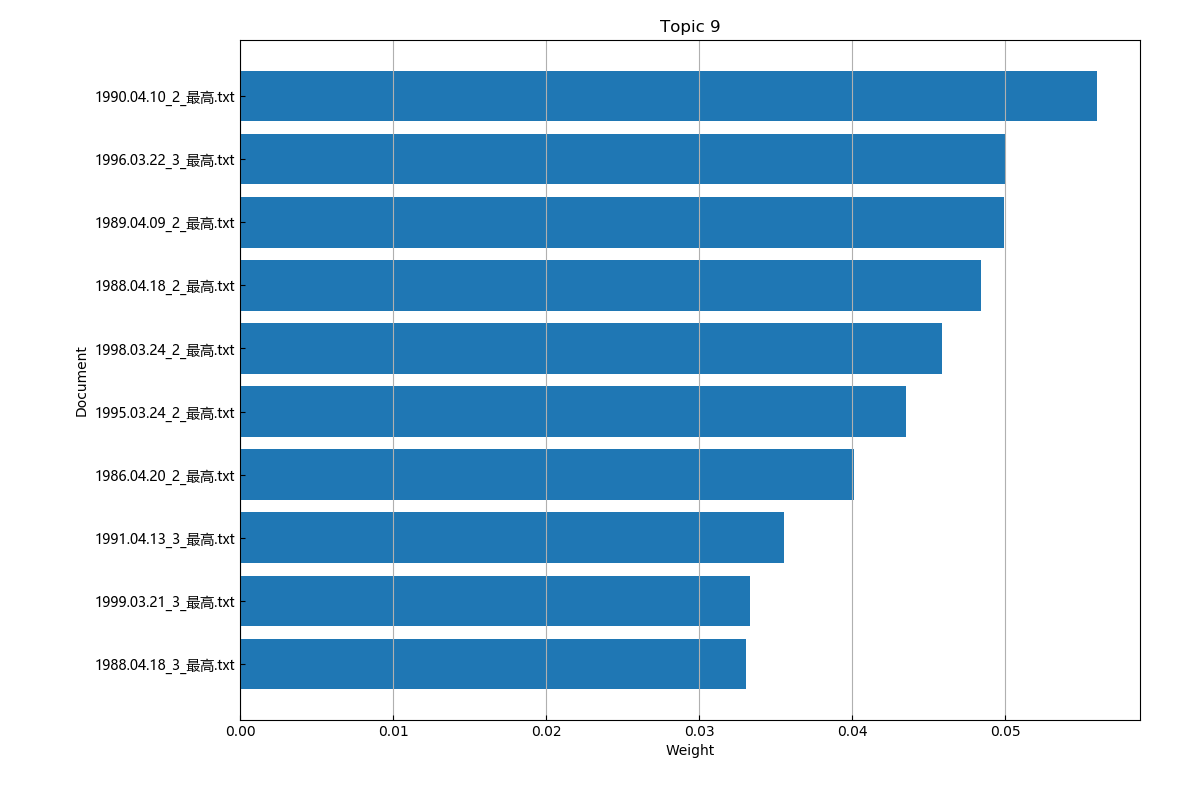 Topic 9
1990.04.10_2_最高.txt
1996.03.22_3_最高.txt
1989.04.09_2_最高.txt
1988.04.18_2_最高.txt
1998.03.24_2_最高.txt
1995.03.24_2_最高.txt
1986.04.20_2_最高.txt
1991.04.13_3_最高.txt
1999.03.21_3_最高.txt
1988.04.18_3_最高.txt
Document
0.00 0.01 0.02 0.03 0.04 0.05
Weight